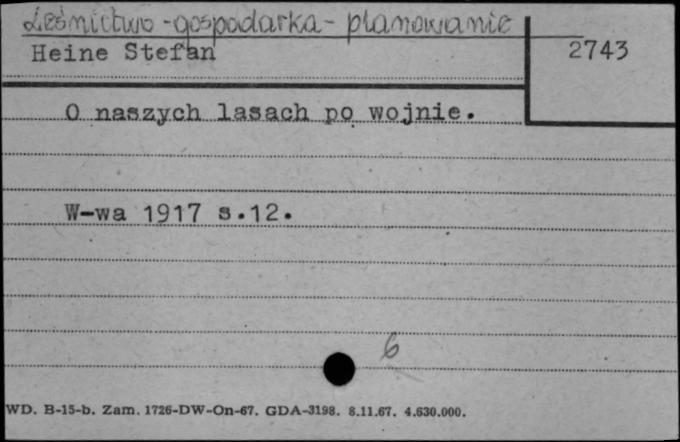 Leśnictwo - gospodarka - planowanie
Heine Stefan
2743
O naszych lasach po wojnie.
W-wa 1917 s.12.
6
WD. B-15-b. Zam. 1726-DW-On-67. GDA-3198. 8.11.67. 4.630.000.